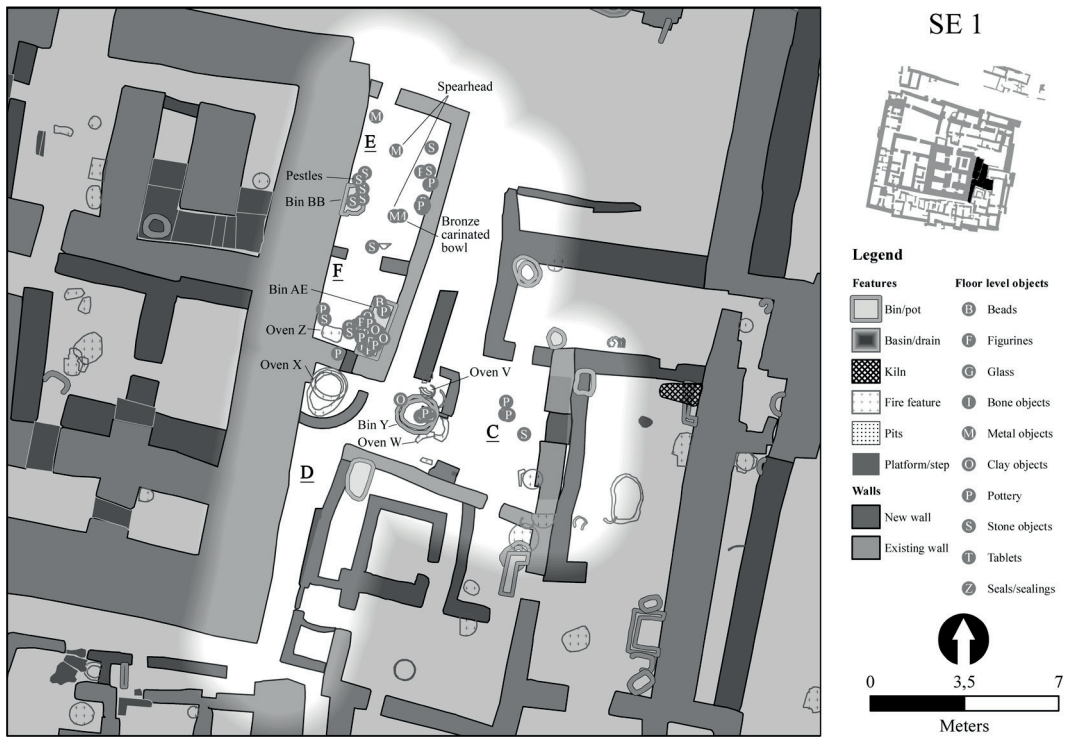 SE 1
Spearhead
M
E
M
S
Pestles
S
S
I
S
P
S
Bin BB
S
S
P
M
Bronze
carinated
bowl
S
F
Bin AE
B
P
P
S
Oven Z
S
F
P
O
P
O
P
P
Oven X
Oven V
O
P
P
P
Bin Y
C
S
Oven W
D
Legend
Features
Floor level objects
Bin/pot
B
Beads
Basin/drain
F
Figurines
Kiln
G
Glass
Fire feature
I
Bone objects
Pits
M
Metal objects
Platform/step
O
Clay objects
Walls
P
Pottery
New wall
S
Stone objects
Existing wall
T
Tablets
Z
Seals/sealings
0 3,5 7
Meters